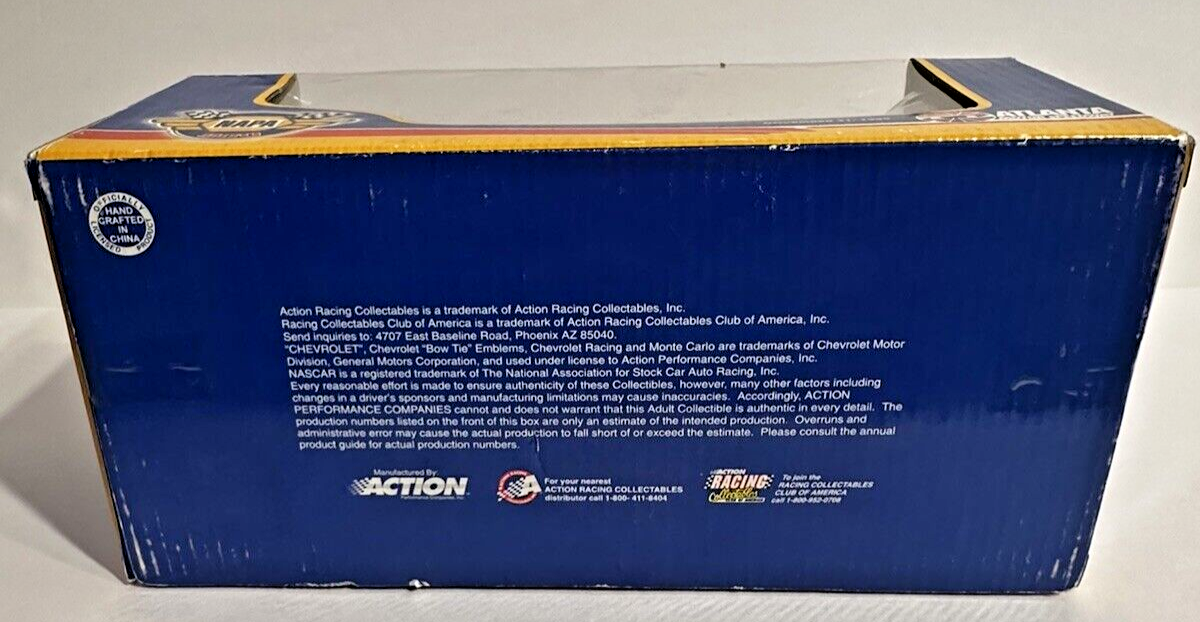 NAPA
ATLANTA
OFFICIALLY LICENSED PRODUCT
HAND
CRAFTED
IN
CHINA
Action Racing Collectables is a trademark of Action Racing Collectables, Inc.
Racing Collectables Club of America is a trademark of Action Racing Collectables Club of America, Inc.
Send inquiries to: 4707 East Baseline Road, Phoenix AZ 85040.
"CHEVROLET", Chevrolet "Bow Tie" Emblems, Chevrolet Racing and Monte Carlo are trademarks of Chevrolet Motor
Division, General Motors Corporation, and used under license to Action Performance Companies, Inc.
NASCAR is a registered trademark of The National Association for Stock Car Auto Racing, Inc.
Every reasonable effort is made to ensure authenticity of these Collectibles, however, many other factors including
changes in a driver's sponsors and manufacturing limitations may cause inaccuracies. Accordingly, ACTION
PERFORMANCE COMPANIES cannot and does not warrant that this Adult Collectible is authentic in every detail. The
production numbers listed on the front of this box are only an estimate of the intended production. Overruns and
administrative error may cause the actual production to fall short of or exceed the estimate. Please consult the annual
product guide for actual production numbers.
Manufactured By:
ACTION
Performance Companies, Inc.
For your nearest
ACTION RACING COLLECTABLES
distributor call 1-800- 411-8404
ACTION
RACING
Collectables
To join the
RACING COLLECTABLES
CLUB OF AMERICA
call 1-800-952-0708